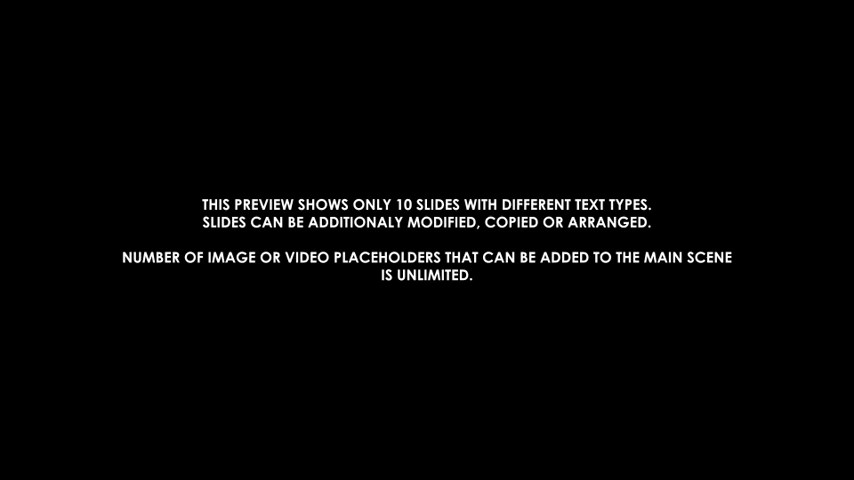 THIS PREVIEW SHOWS ONLY 10 SLIDES WITH DIFFERENT TEXT TYPES.
SLIDES CAN BE ADDITIONALY MODIFIED, COPIED OR ARRANGED.
NUMBER OF IMAGE OR VIDEO PLACEHOLDERS THAT CAN BE ADDED TO THE MAIN SCENE
IS UNLIMITED.